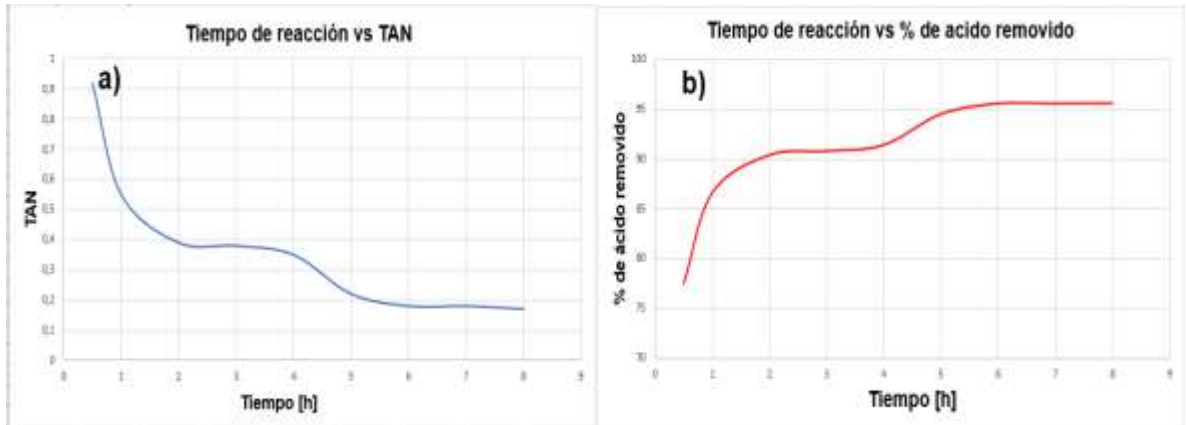 Tiempo de reacción vs TAN
a)
1
0,9
0,8
0,7
0,6
0,5
0,4
0,3
0,2
0,1
0
TAN
0 1 2 3 4 5 6 7 8 9
Tiempo [h]
Tiempo de reacción vs % de acido removido
b)
100
95
90
85
80
75
70
% de ácido removido
0 1 2 3 4 5 6 7 8 9
Tiempo [h]